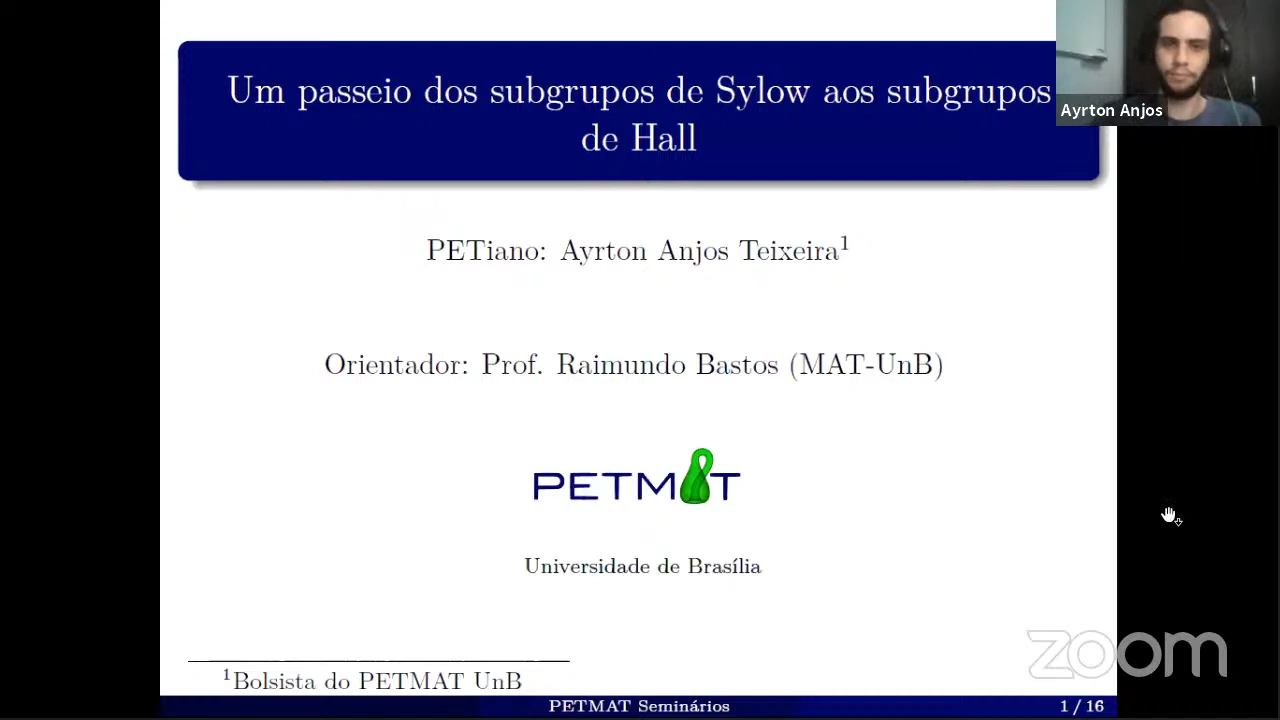 Um passeio dos subgrupos de Sylow aos subgrupos
de Hall
Ayrton Anjos
PETiano: Ayrton Anjos Teixeira¹
Orientador: Prof. Raimundo Bastos (MAT-UnB)
PETMAT
Universidade de Brasília
zoom
¹Bolsista do PETMAT UnB
PETMAT Seminários
1 / 16